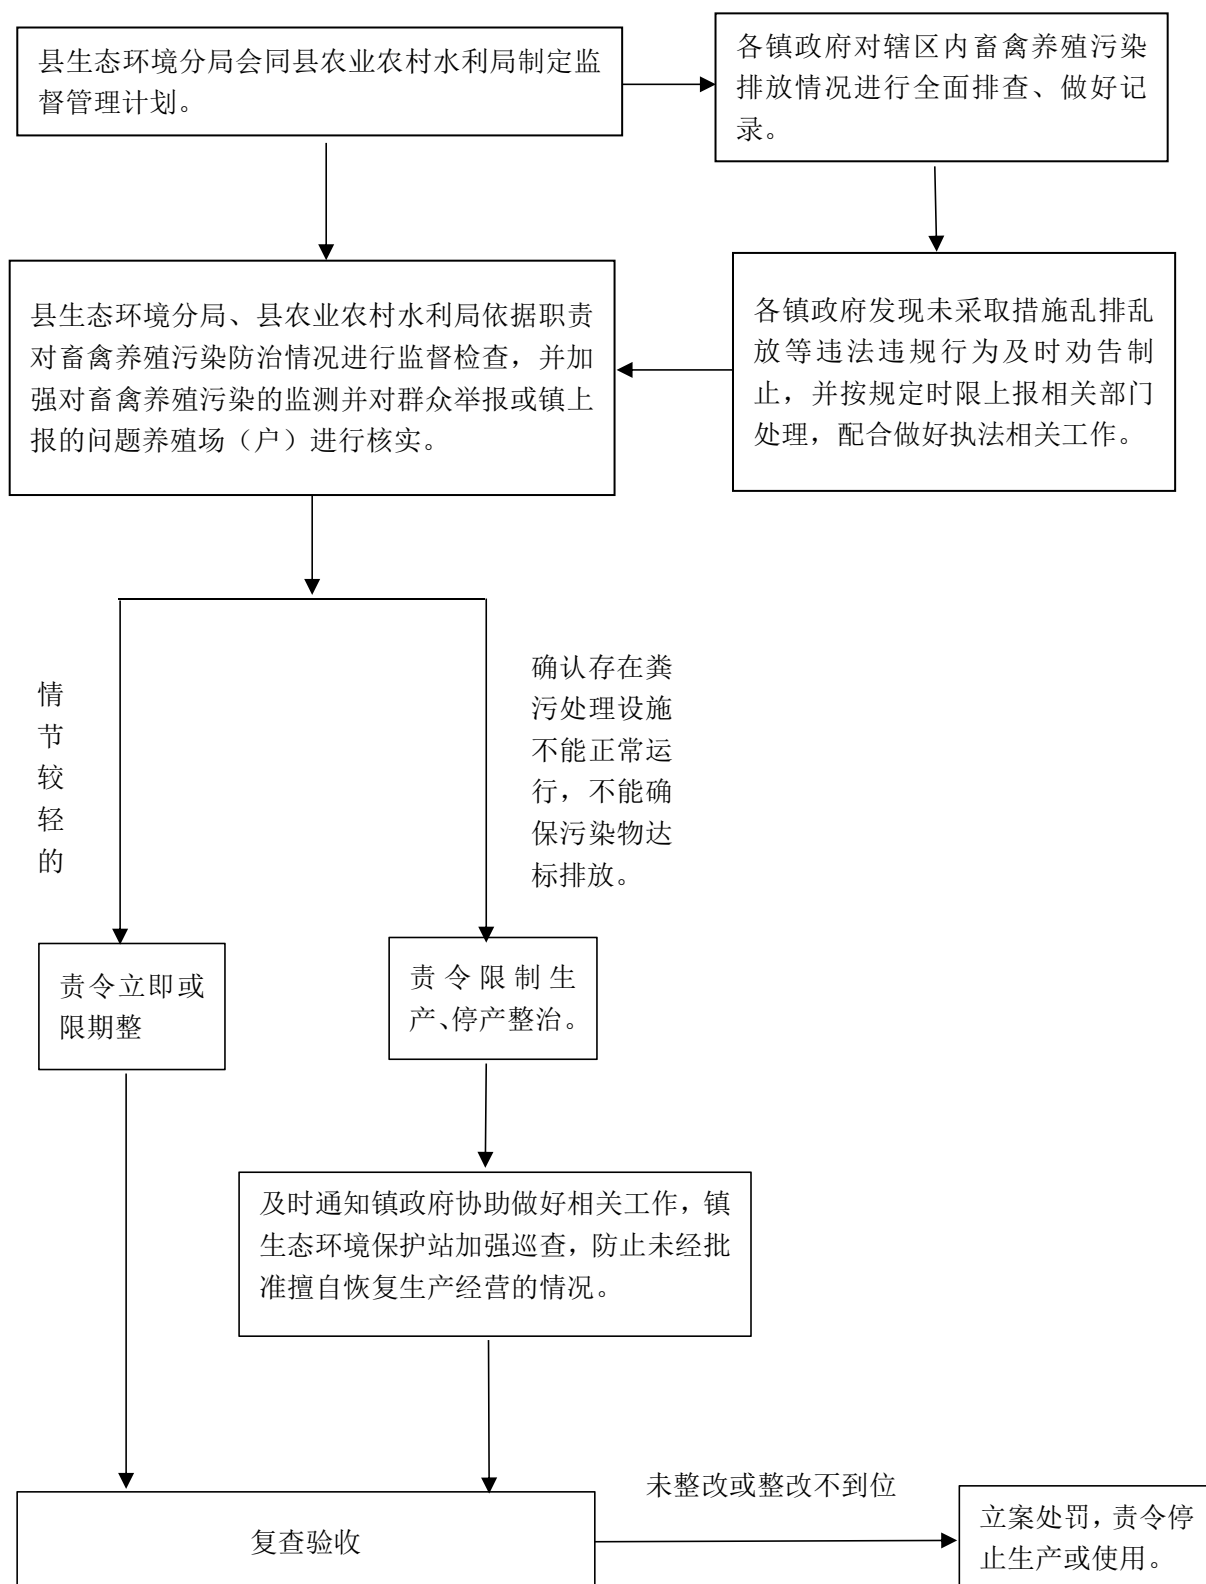 县生态环境分局会同县农业农村水利局制定监
督管理计划。
各镇政府对辖区内畜禽养殖污染
排放情况进行全面排查、做好记
录。
县生态环境分局、县农业农村水利局依据职责
对畜禽养殖污染防治情况进行监督检查，并加
强对畜禽养殖污染的监测并对群众举报或镇上
报的问题养殖场（户）进行核实。
各镇政府发现未采取措施乱排乱
放等违法违规行为及时劝告制
止，并按规定时限上报相关部门
处理，配合做好执法相关工作。
情
节
较
轻
的
确认存在粪
污处理设施
不能正常运
行，不能确
保污染物达
标排放。
责令立即或
限期整
责令限制生
产、停产整治。
及时通知镇政府协助做好相关工作，镇
生态环境保护站加强巡查，防止未经批
准擅自恢复生产经营的情况。
复查验收
未整改或整改不到位
立案处罚，责令停
止生产或使用。